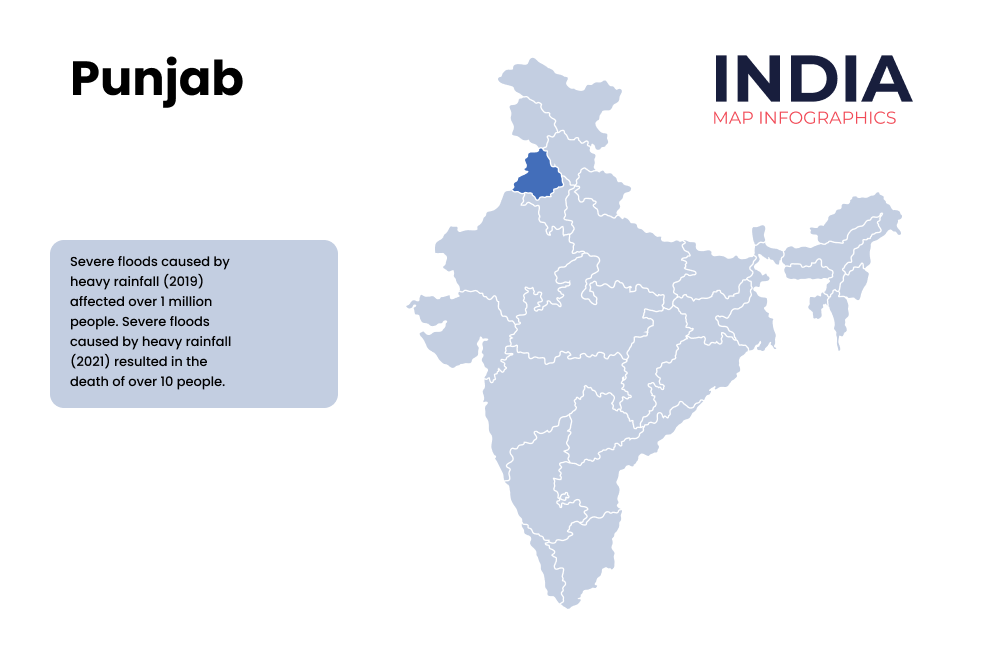 Punjab
INDIA
MAP INFOGRAPHICS
Severe floods caused by
heavy rainfall (2019)
affected over 1 million
people. Severe floods
caused by heavy rainfall
(2021) resulted in the
death of over 10 people.